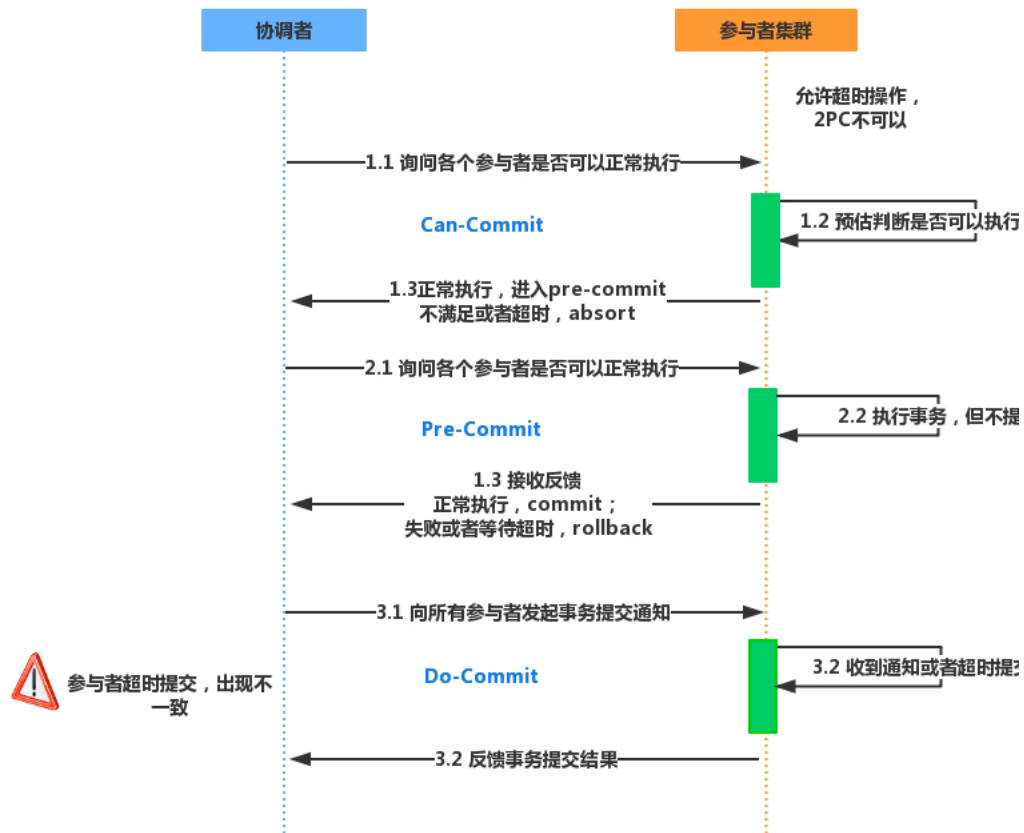 协调者
参与者集群
允许超时操作，
2PC不可以
1.1 询问各个参与者是否可以正常执行
Can-Commit
1.2 预估判断是否可以执行
1.3正常执行，进入pre-commit
不满足或者超时，absort
2.1 询问各个参与者是否可以正常执行
Pre-Commit
2.2 执行事务，但不提
1.3 接收反馈
正常执行，commit；
失败或者等待超时，rollback
3.1 向所有参与者发起事务提交通知
Do-Commit
3.2 收到通知或者超时提交
参与者超时提交，出现不
一致
3.2 反馈事务提交结果